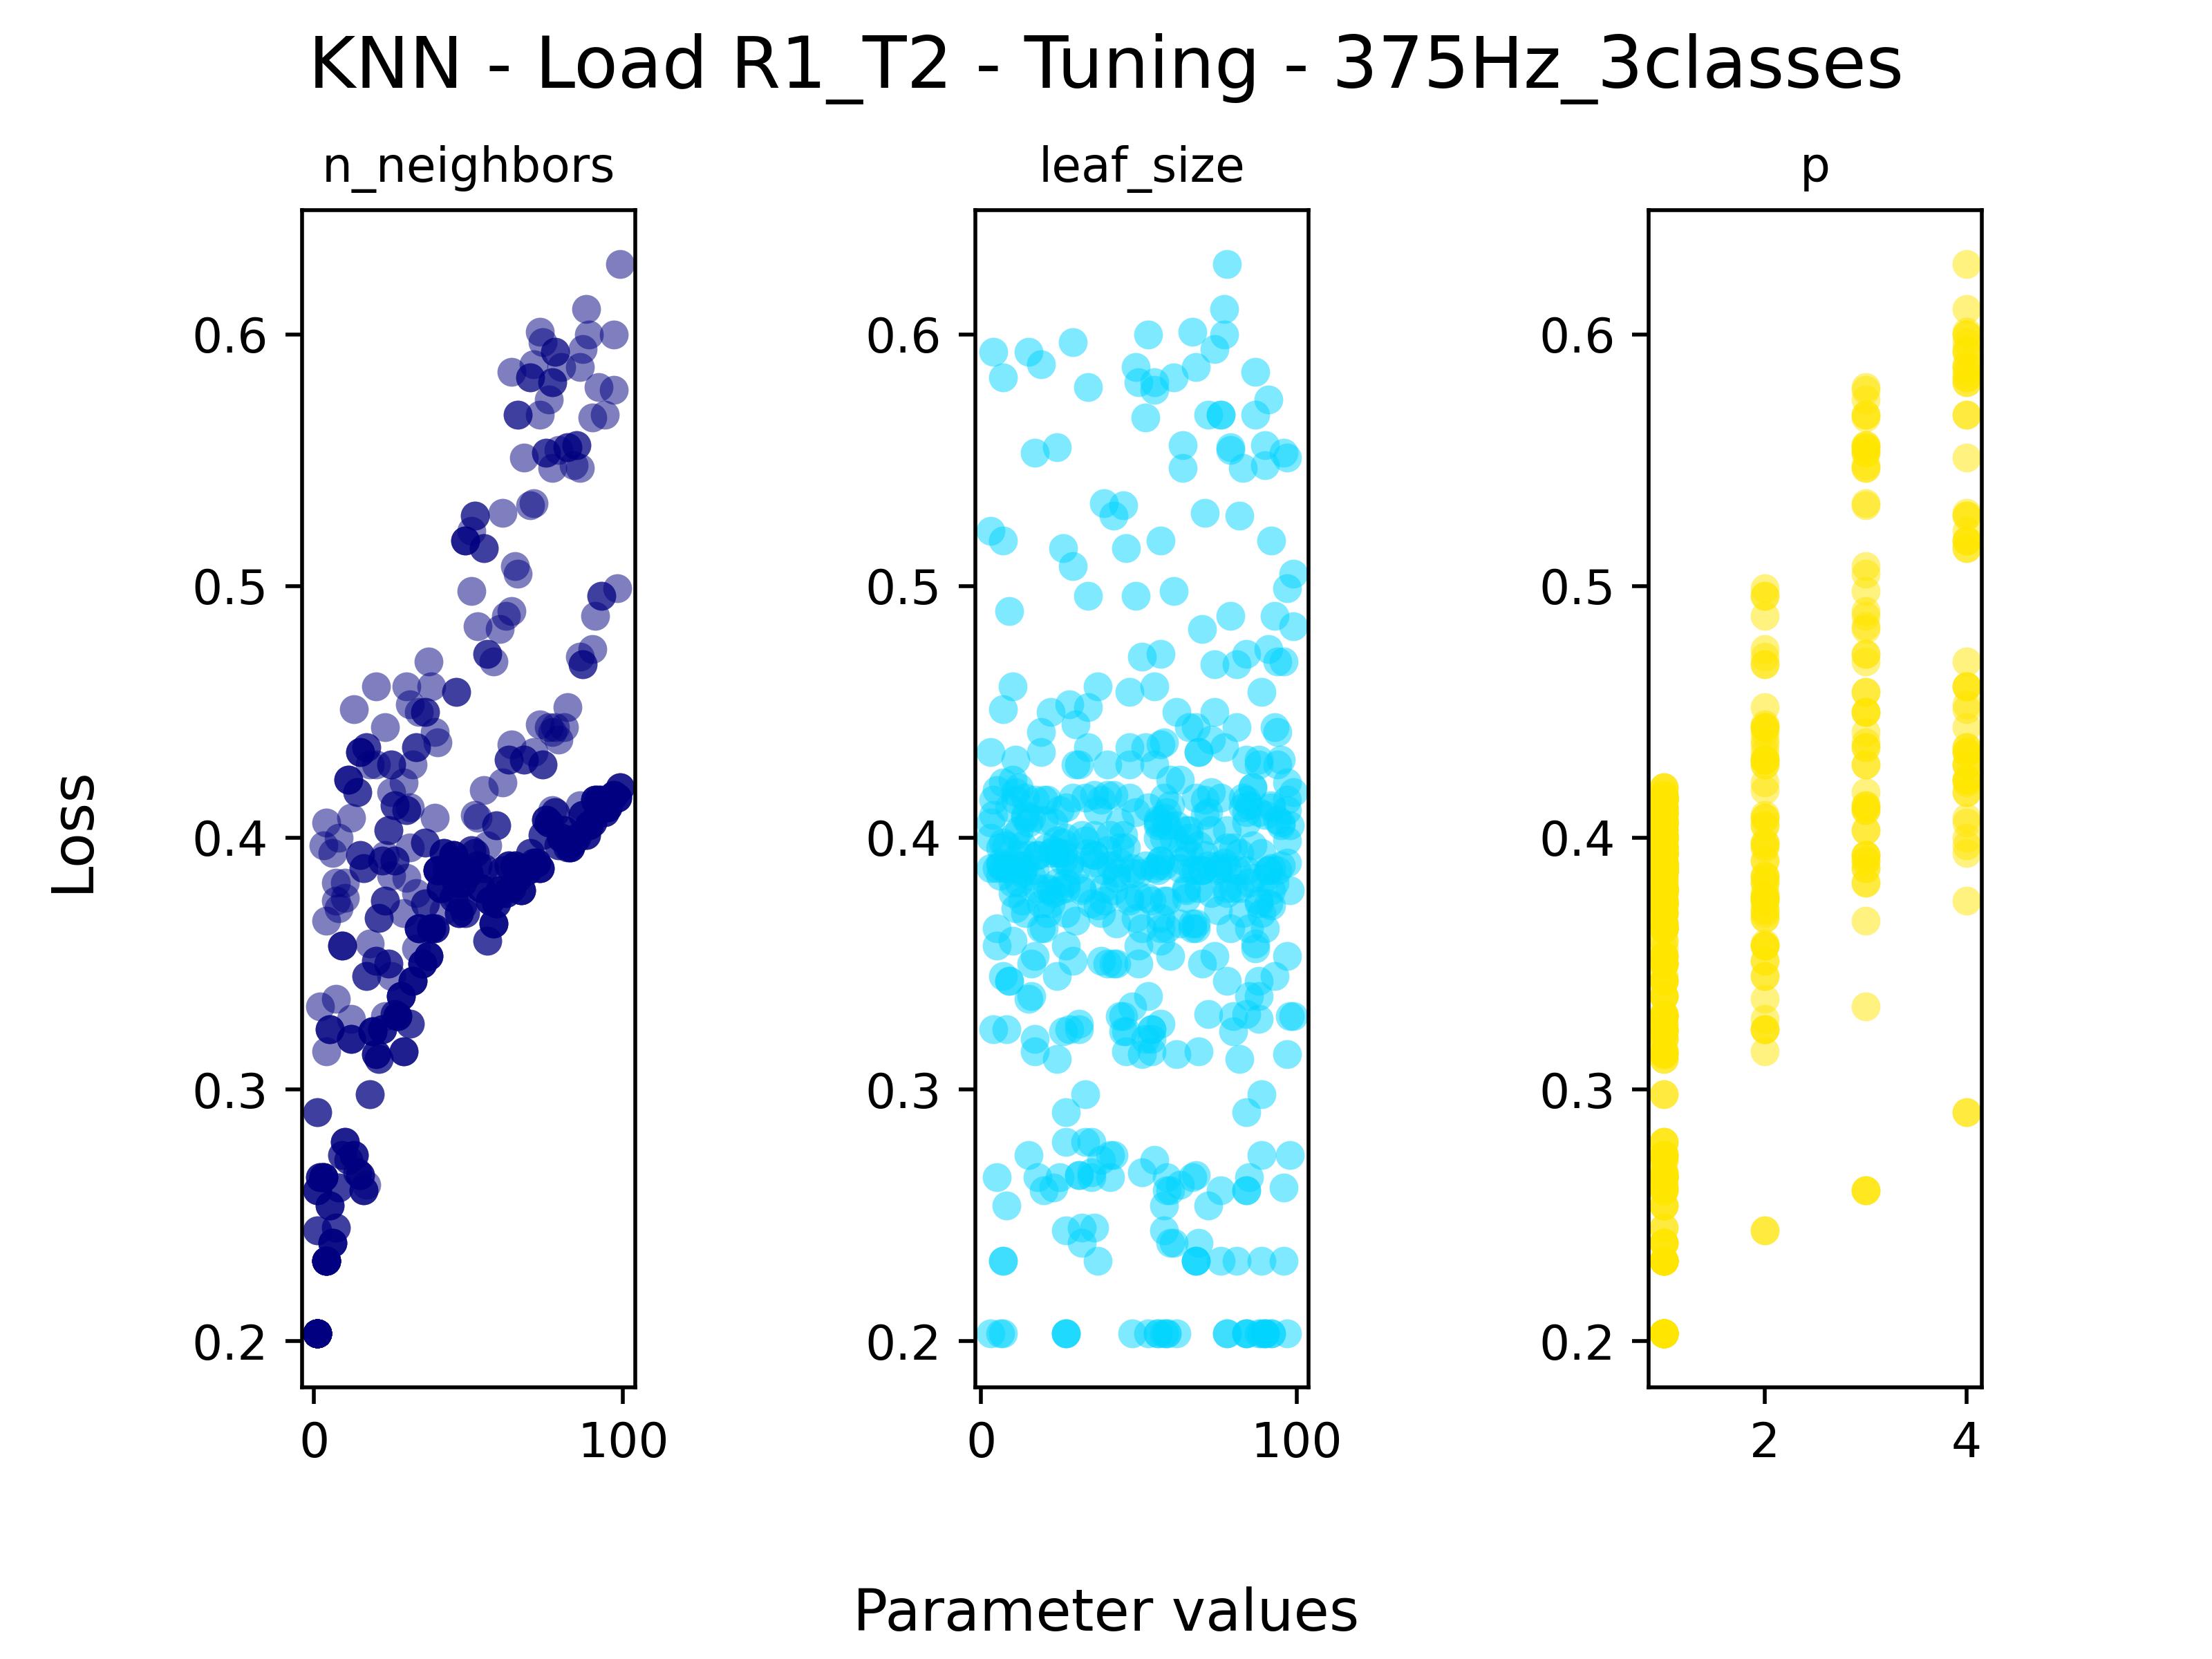 KNN - Load R1_T2 - Tuning - 375Hz_3classes
n_neighbors leaf_size p
0.6 0.6 0.6
0.5 0.5 0.5
0.4 0.4 0.4
0.3 0.3 0.3
0.2 0.2 0.2
0 100 0 100 2 4
Loss
Parameter values